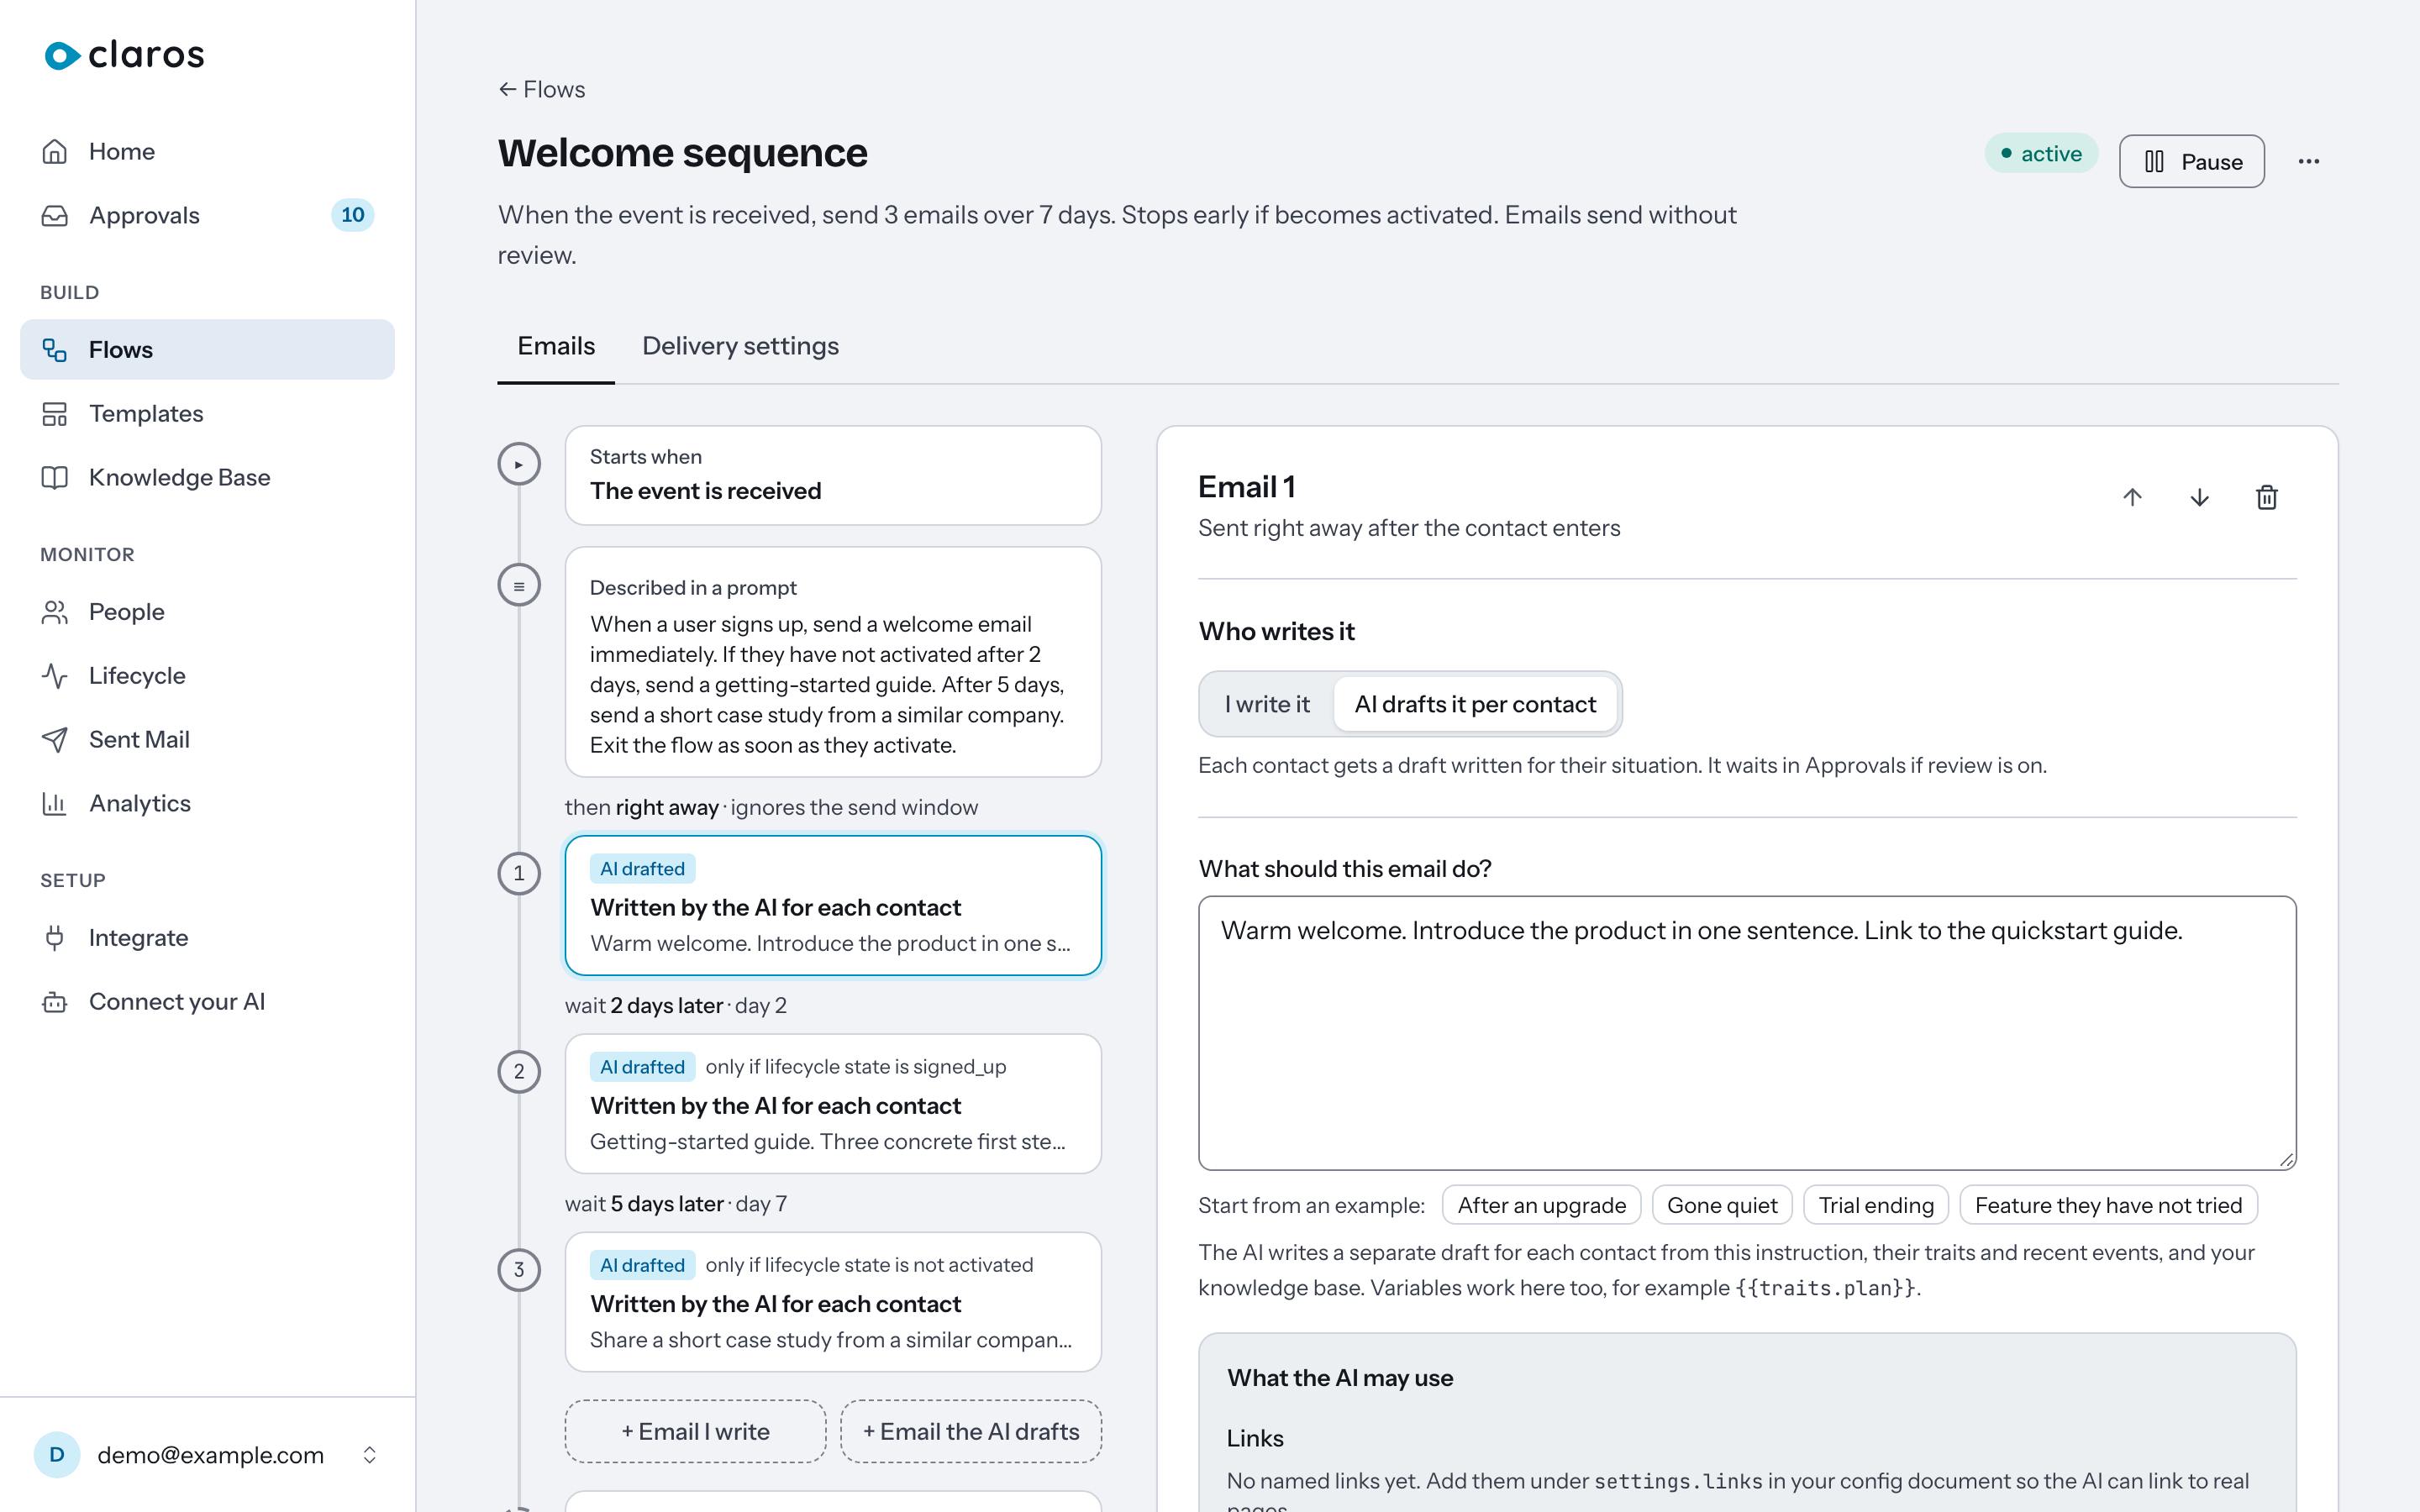 claros
Home
Approvals 10
BUILD
Flows
Templates
Knowledge Base
MONITOR
People
Lifecycle
Sent Mail
Analytics
SETUP
Integrate
Connect your AI
D demo@example.com
← Flows
Welcome sequence
active
Pause
When the event is received, send 3 emails over 7 days. Stops early if becomes activated. Emails send without
review.
Emails Delivery settings
Starts when
The event is received
Described in a prompt
When a user signs up, send a welcome email
immediately. If they have not activated after 2
days, send a getting-started guide. After 5 days,
send a short case study from a similar company.
Exit the flow as soon as they activate.
then right away · ignores the send window
1
AI drafted
Written by the AI for each contact
Warm welcome. Introduce the product in one s...
wait 2 days later · day 2
2
AI drafted only if lifecycle state is signed_up
Written by the AI for each contact
Getting-started guide. Three concrete first ste...
wait 5 days later · day 7
3
AI drafted only if lifecycle state is not activated
Written by the AI for each contact
Share a short case study from a similar compan...
+ Email I write
+ Email the AI drafts
Email 1
Sent right away after the contact enters
Who writes it
I write it AI drafts it per contact
Each contact gets a draft written for their situation. It waits in Approvals if review is on.
What should this email do?
Warm welcome. Introduce the product in one sentence. Link to the quickstart guide.
Start from an example: After an upgrade Gone quiet Trial ending Feature they have not tried
The AI writes a separate draft for each contact from this instruction, their traits and recent events, and your
knowledge base. Variables work here too, for example {{traits.plan}}.
What the AI may use
Links
No named links yet. Add them under settings.links in your config document so the AI can link to real
pages